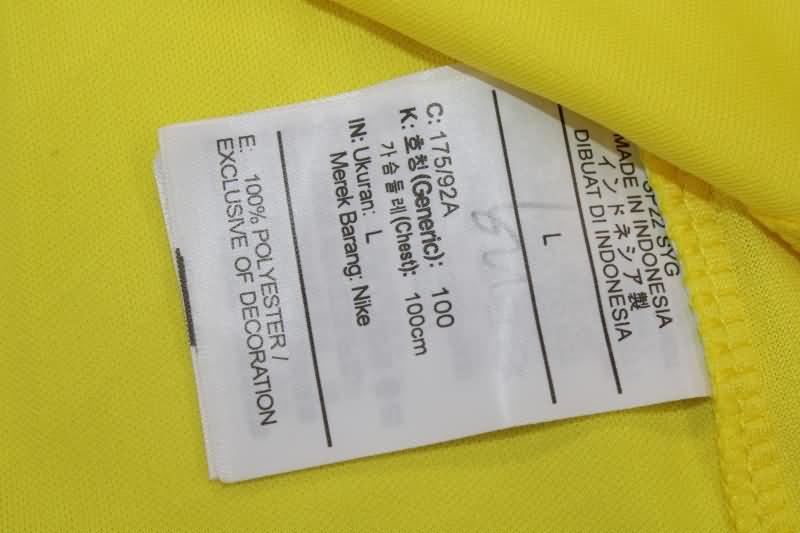 SYG
MADE IN INDONESIA
インドネシア製
DIBUAT DI INDONESIA
L
C: 175/92A
K: 호칭(Generic): 100
가슴둘레(Chest): 100cm
IN: Ukuran: L
Merek Barang: Nike
E: 100% POLYESTER /
EXCLUSIVE OF DECORATION